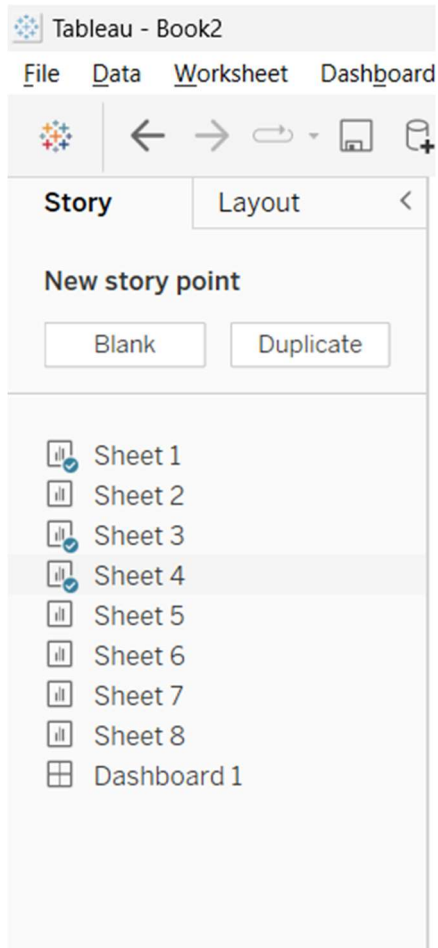 Tableau - Book2
File Data Worksheet Dashboard
Story Layout
New story point
Blank Duplicate
Sheet 1
Sheet 2
Sheet 3
Sheet 4
Sheet 5
Sheet 6
Sheet 7
Sheet 8
Dashboard 1